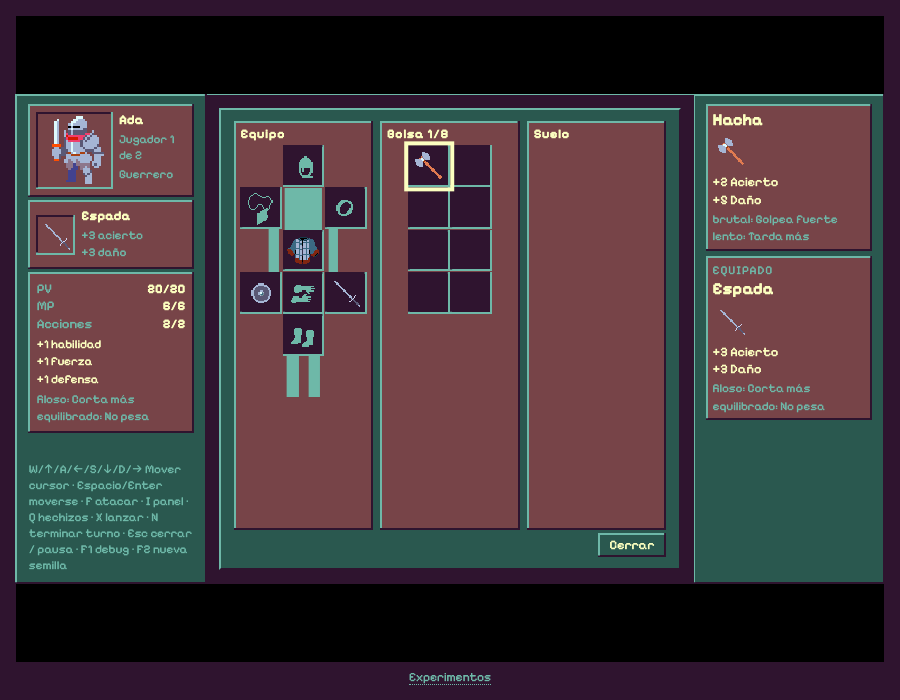 Ada
Jugador 1
de 2
Guerrero
Espada
+3 acierto
+3 daño
PV 80/80
MP 6/6
Acciones 2/2
+1 habilidad
+1 fuerza
+1 defensa
Filoso: Corta más
equilibrado: No pesa
W/↑/A/←/S/↓/D/→ Mover
cursor · Espacio/Enter
moverse · F atacar · I panel ·
Q hechizos · X lanzar · N
terminar turno · Esc cerrar
/ pausa · F1 debug · F2 nueva
semilla
Equipo
Bolsa 1/8
Suelo
Cerrar
Hacha
+2 Acierto
+5 Daño
brutal: Golpea fuerte
lento: Tarda más
EQUIPADO
Espada
+3 Acierto
+3 Daño
Filoso: Corta más
equilibrado: No pesa
Experimentos